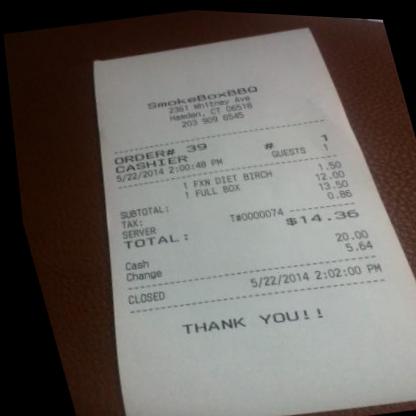 SmokeBoxBBQ
2361 Whitney Ave
Hamden, CT 06518
203 909 6545
ORDER# 39 # 1
CASHIER GUESTS 1
5/22/2014 2:00:48 PM
1 FXN DIET BIRCH 1.50
1 FULL BOX 12.00
SUBTOTAL: 13.50
TAX: 0.86
SERVER T#0000074
TOTAL: $14.36
Cash 20.00
Change 5.64
CLOSED 5/22/2014 2:02:00 PM
THANK YOU!!